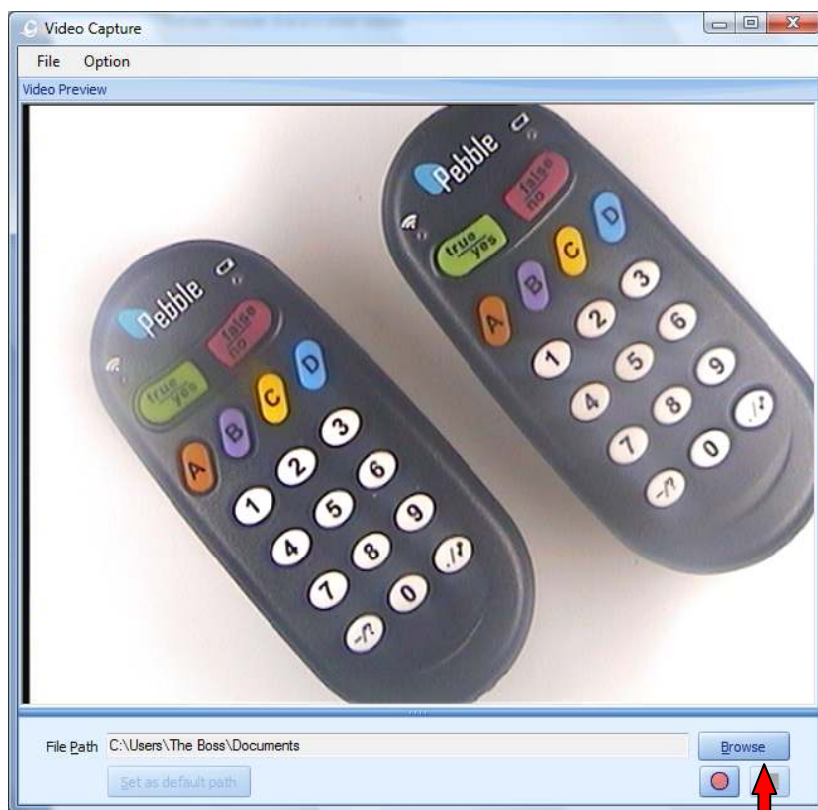 Video Capture
File Option
Video Preview
Pebble
true
yes
false
no
A B C D
1 2 3
4 5 6
7 8 9
-/? 0
Pebble
true
yes
false
no
A B C D
1 2 3
4 5 6
7 8 9
-/? 0
File Path C:\Users\The Boss\Documents Browse
Set as default path